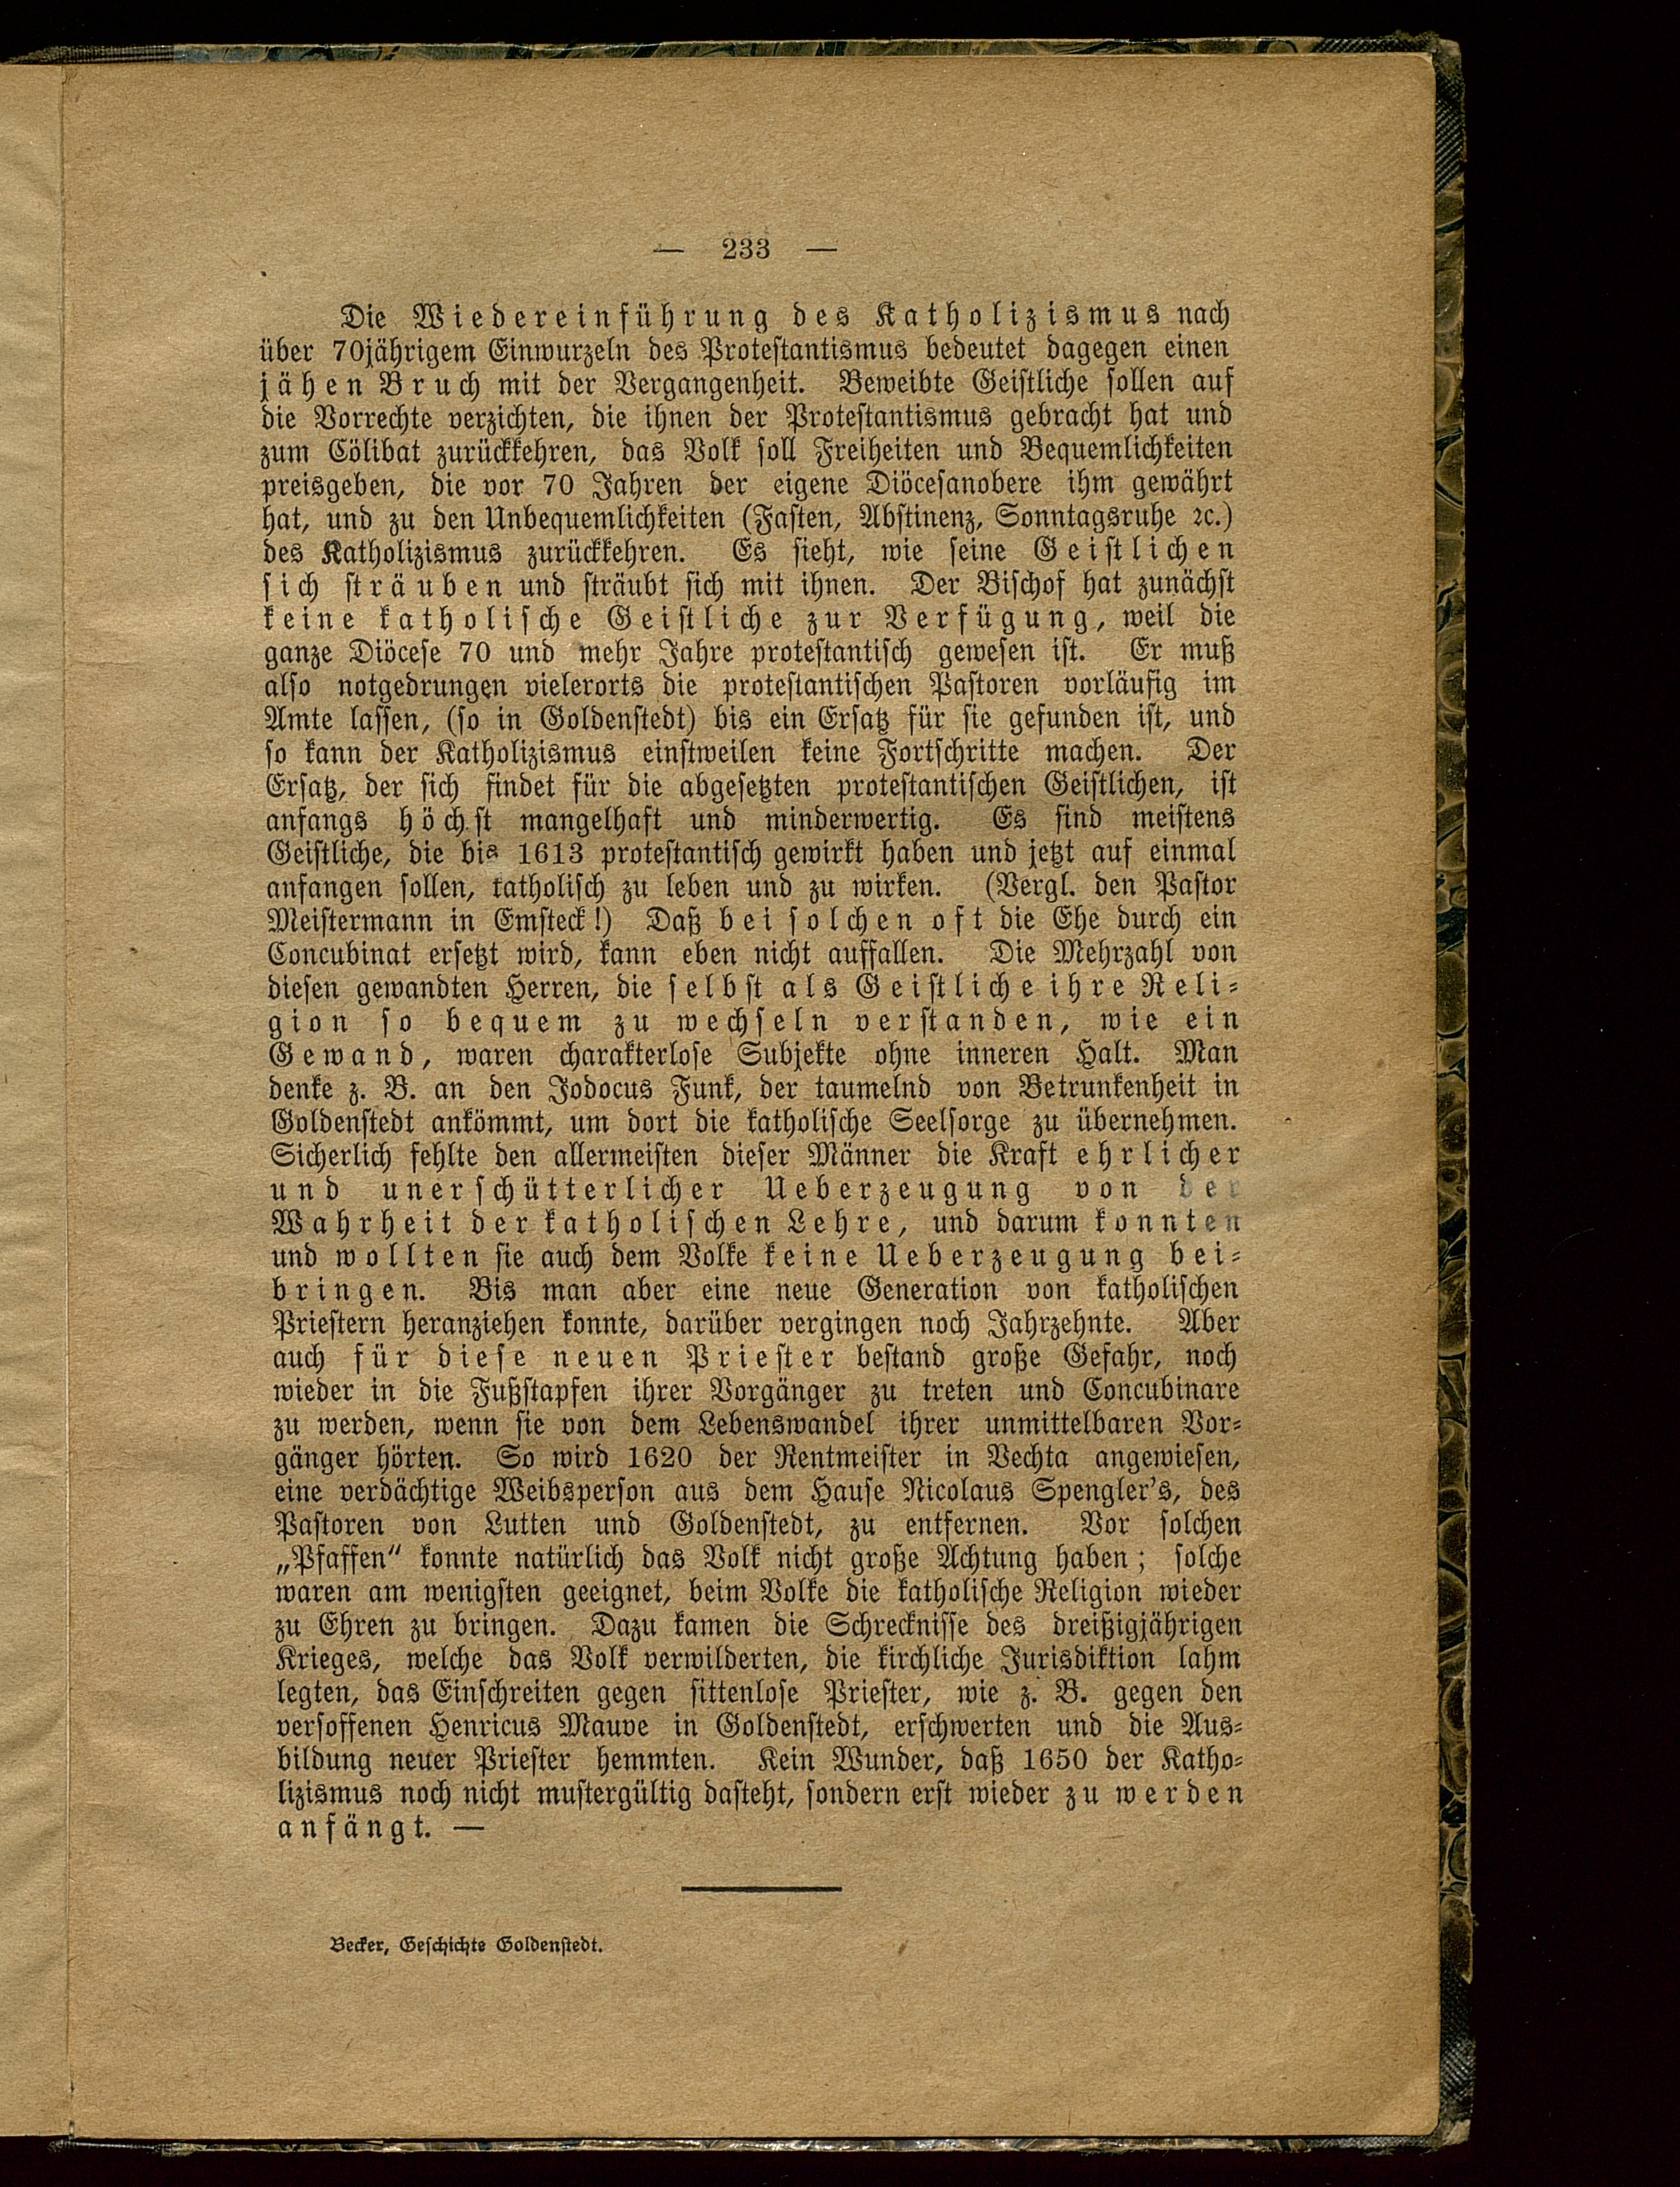 — 233 —
Die Wiedereinführung des Katholizismus nach
über 70jährigem Einwurzeln des Protestantismus bedeutet dagegen einen
jähen Bruch mit der Vergangenheit. Beweibte Geistliche sollen auf
die Vorrechte verzichten, die ihnen der Protestantismus gebracht hat und
zum Cölibat zurückkehren, das Volk soll Freiheiten und Bequemlichkeiten
preisgeben, die vor 70 Jahren der eigene Diöcesanobere ihm gewährt
hat, und zu den Unbequemlichkeiten (Fasten, Abstinenz, Sonntagsruhe ꝛc.)
des Katholizismus zurückkehren. Es sieht, wie seine Geistlichen
sich sträuben und sträubt sich mit ihnen. Der Bischof hat zunächst
keine katholische Geistliche zur Verfügung, weil die
ganze Diöcese 70 und mehr Jahre protestantisch gewesen ist. Er muß
also notgedrungen vielerorts die protestantischen Pastoren vorläufig im
Amte lassen, (so in Goldenstedt) bis ein Ersatz für sie gefunden ist, und
so kann der Katholizismus einstweilen keine Fortschritte machen. Der
Ersatz, der sich findet für die abgesetzten protestantischen Geistlichen, ist
anfangs höchst mangelhaft und minderwertig. Es sind meistens
Geistliche, die bis 1613 protestantisch gewirkt haben und jetzt auf einmal
anfangen sollen, katholisch zu leben und zu wirken. (Vergl. den Pastor
Meistermann in Emsteck!) Daß bei solchen oft die Ehe durch ein
Concubinat ersetzt wird, kann eben nicht auffallen. Die Mehrzahl von
diesen gewandten Herren, die selbst als Geistliche ihre Reli-
gion so bequem zu wechseln verstanden, wie ein
Gewand, waren charakterlose Subjekte ohne inneren Halt. Man
denke z. B. an den Jodocus Funk, der taumelnd von Betrunkenheit in
Goldenstedt ankömmt, um dort die katholische Seelsorge zu übernehmen.
Sicherlich fehlte den allermeisten dieser Männer die Kraft ehrlicher
und unerschütterlicher Ueberzeugung von der
Wahrheit der katholischen Lehre, und darum konnten
und wollten sie auch dem Volke keine Ueberzeugung bei-
bringen. Bis man aber eine neue Generation von katholischen
Priestern heranziehen konnte, darüber vergingen noch Jahrzehnte. Aber
auch für diese neuen Priester bestand große Gefahr, noch
wieder in die Fußstapfen ihrer Vorgänger zu treten und Concubinare
zu werden, wenn sie von dem Lebenswandel ihrer unmittelbaren Vor-
gänger hörten. So wird 1620 der Rentmeister in Vechta angewiesen,
eine verdächtige Weibsperson aus dem Hause Nicolaus Spengler's, des
Pastoren von Lutten und Goldenstedt, zu entfernen. Vor solchen
„Pfaffen“ konnte natürlich das Volk nicht große Achtung haben; solche
waren am wenigsten geeignet, beim Volke die katholische Religion wieder
zu Ehren zu bringen. Dazu kamen die Schrecknisse des dreißigjährigen
Krieges, welche das Volk verwilderten, die kirchliche Jurisdiktion lahm
legten, das Einschreiten gegen sittenlose Priester, wie z. B. gegen den
versoffenen Henricus Mauve in Goldenstedt, erschwerten und die Aus-
bildung neuer Priester hemmten. Kein Wunder, daß 1650 der Katho-
lizismus noch nicht mustergültig dasteht, sondern erst wieder zu werden
anfängt. —
Becker, Geschichte Goldenstedt.